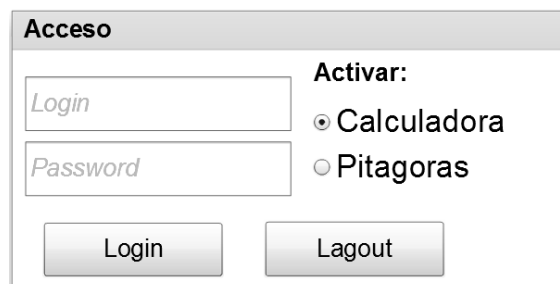 Acceso
Login
Password
Activar:
Calculadora
Pitagoras
Login
Lagout